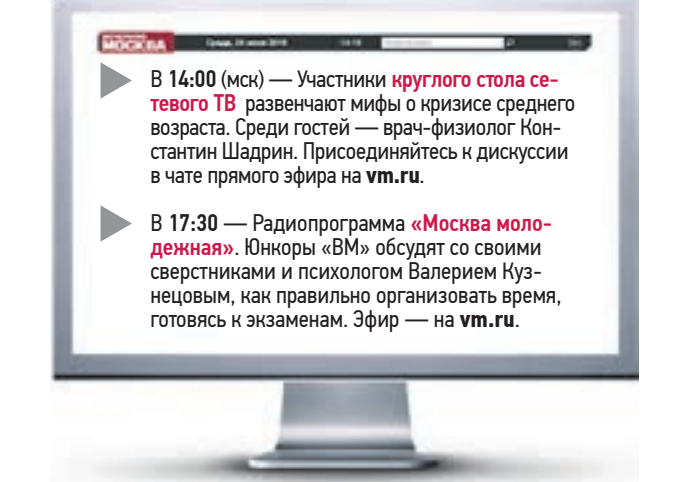 МОСКВА
В 14:00 (мск) — Участники круглого стола се-
тевого ТВ развенчают мифы о кризисе среднего
возраста. Среди гостей — врач-физиолог Кон-
стантин Шадрин. Присоединяйтесь к дискуссии
в чате прямого эфира на vm.ru.
В 17:30 — Радиопрограмма «Москва моло-
дежная». Юнкоры «ВМ» обсудят со своими
сверстниками и психологом Валерием Куз-
нецовым, как правильно организовать время,
готовясь к экзаменам. Эфир — на vm.ru.